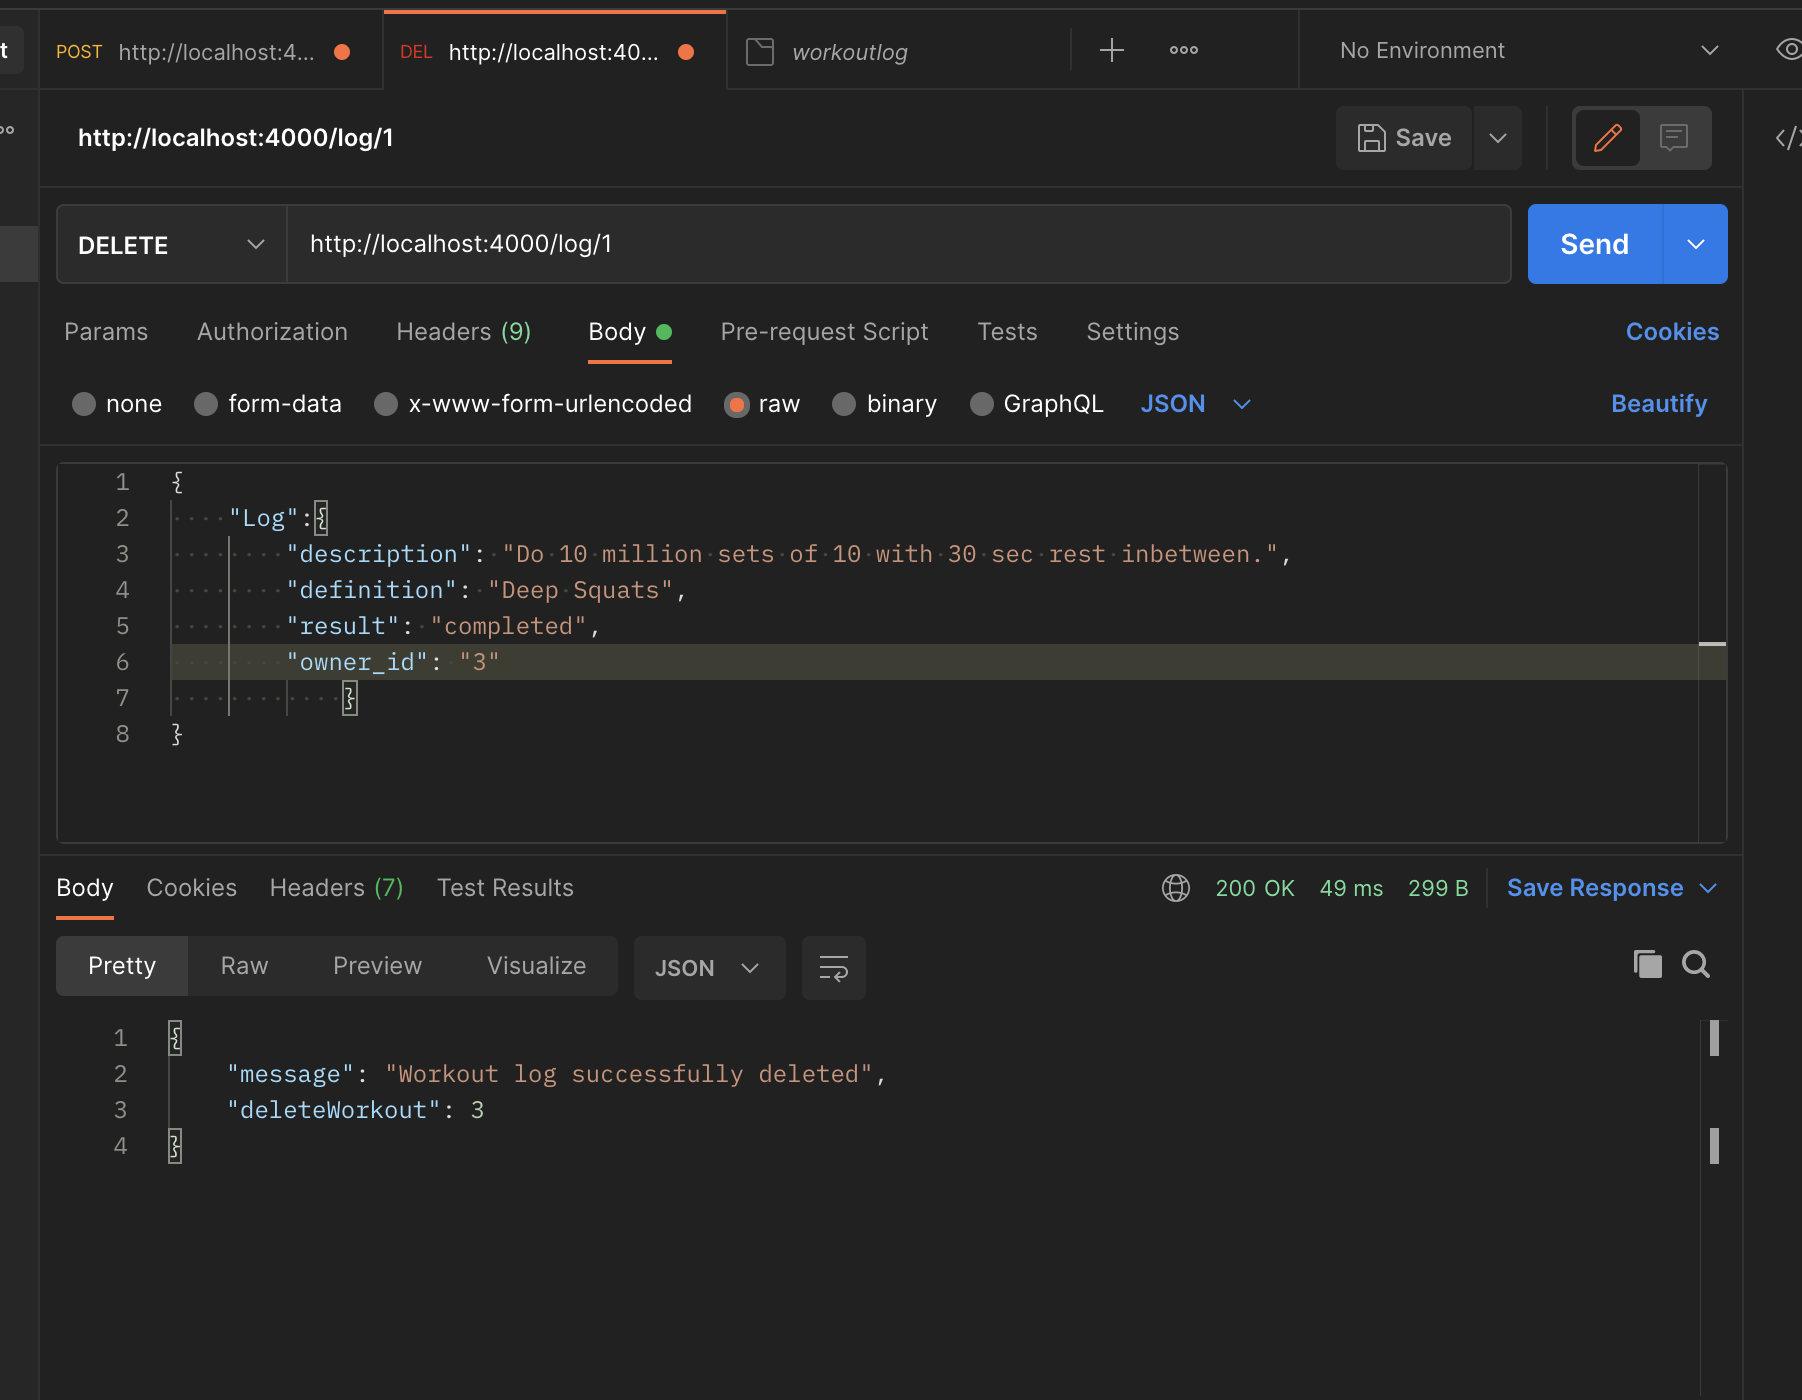 t POST http://localhost:4... DEL http://localhost:40... workoutlog No Environment
http://localhost:4000/log/1 Save
DELETE http://localhost:4000/log/1 Send
Params Authorization Headers (9) Body Pre-request Script Tests Settings Cookies
none form-data x-www-form-urlencoded raw binary GraphQL JSON Beautify
1 {
2 "Log":{
3 "description": "Do 10 million sets of 10 with 30 sec rest inbetween.",
4 "definition": "Deep Squats",
5 "result": "completed",
6 "owner_id": "3"
7 }
8 }
Body Cookies Headers (7) Test Results 200 OK 49 ms 299 B Save Response
Pretty Raw Preview Visualize JSON
1 {
2 "message": "Workout log successfully deleted",
3 "deleteWorkout": 3
4 }